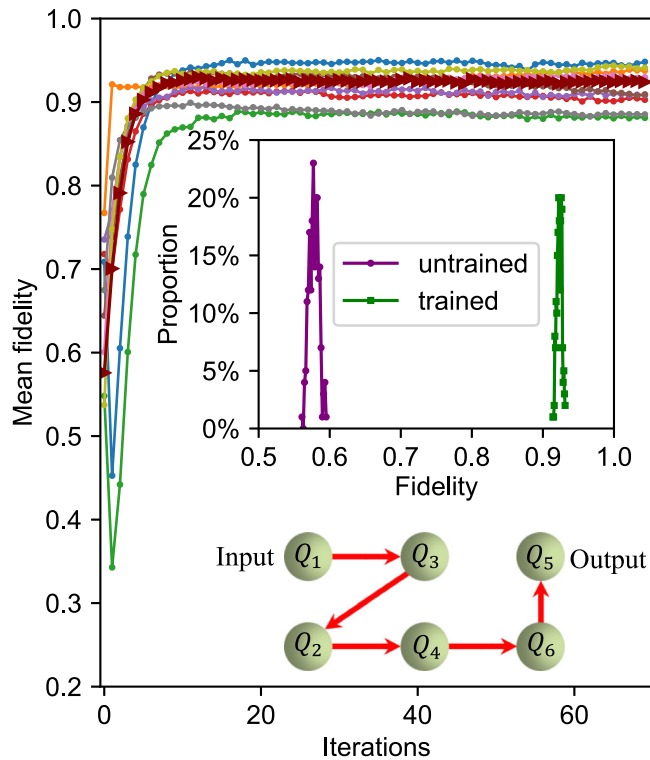 1.0
0.9
0.8
0.7
0.6
0.5
0.4
0.3
0.2
Mean fidelity
25%
20%
15%
10%
5%
0%
Proportion
untrained
trained
0.5 0.6 0.7 0.8 0.9 1.0
Fidelity
Input Q1 Q3 Q5 Output
Q2 Q4 Q6
0 20 40 60
Iterations